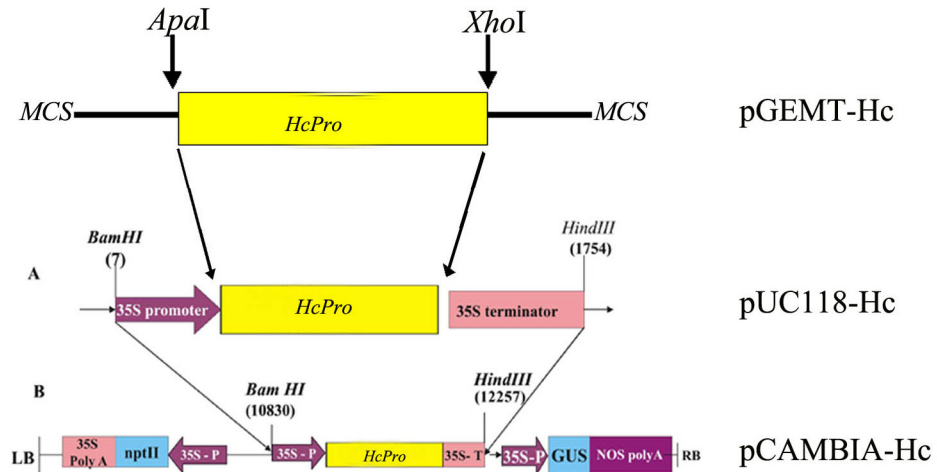 ApaI XhoI
MCS HcPro MCS pGEMT-Hc
BamHI HindIII
(7) (1754)
A
35S promoter HcPro 35S terminator pUC118-Hc
B Bam HI HindIII
(10830) (12257)
LB 35S Poly A nptII 35S - P 35S - P HcPro 35S- T 35S-P GUS NOS polyA RB pCAMBIA-Hc